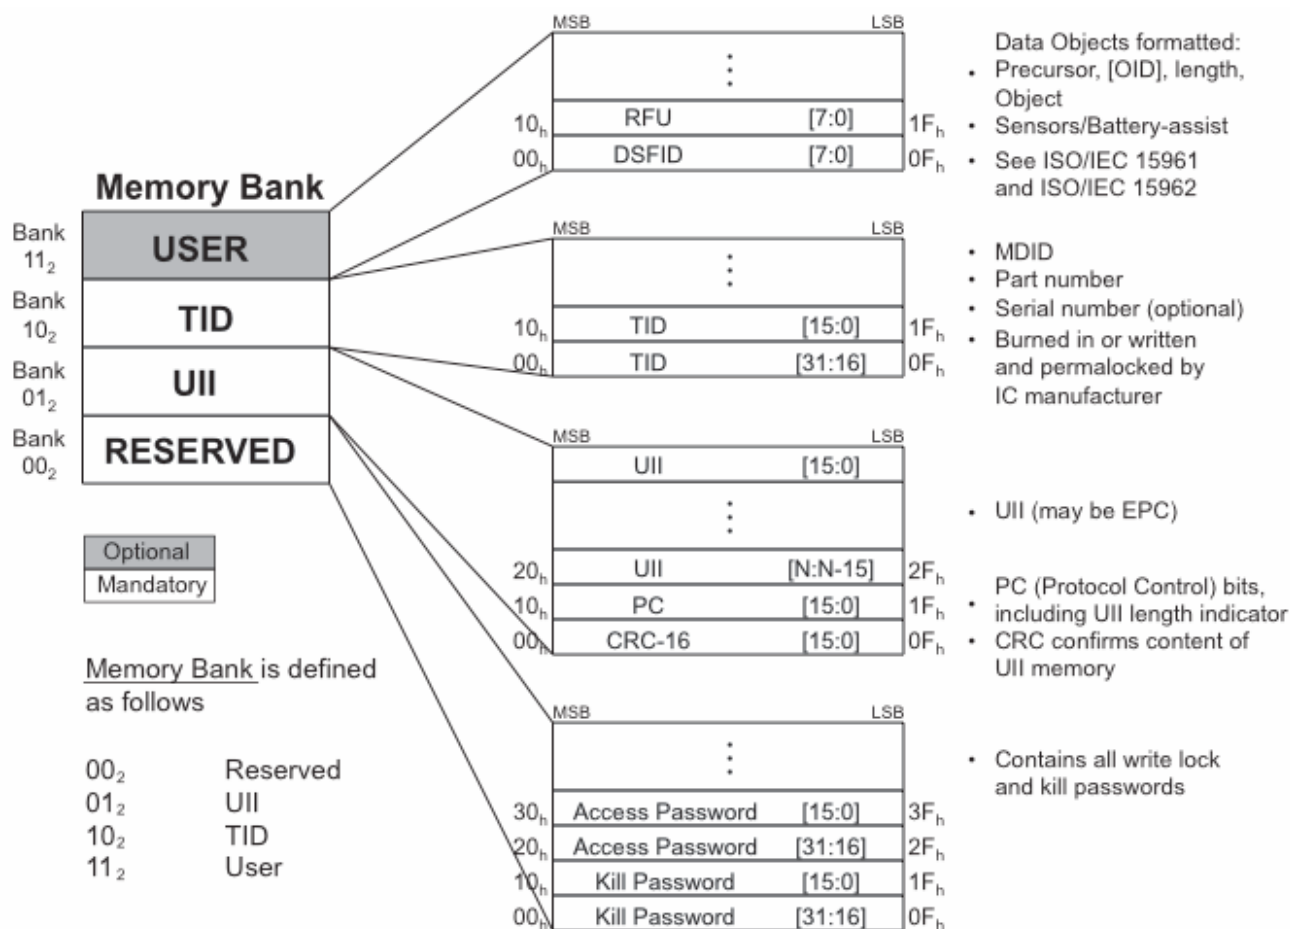 MSB LSB
⋮
10h RFU [7:0] 1Fh
00h DSFID [7:0] 0Fh
Data Objects formatted:
• Precursor, [OID], length,
Object
• Sensors/Battery-assist
• See ISO/IEC 15961
and ISO/IEC 15962
Memory Bank
Bank
11₂
USER
Bank
10₂
TID
Bank
01₂
UII
Bank
00₂
RESERVED
MSB LSB
⋮
10h TID [15:0] 1Fh
00h TID [31:16] 0Fh
• MDID
• Part number
• Serial number (optional)
• Burned in or written
and permalocked by
IC manufacturer
MSB LSB
UII [15:0]
⋮
20h UII [N:N-15] 2Fh
10h PC [15:0] 1Fh
00h CRC-16 [15:0] 0Fh
• UII (may be EPC)
• PC (Protocol Control) bits,
including UII length indicator
• CRC confirms content of
UII memory
Optional
Mandatory
Memory Bank is defined
as follows
00₂ Reserved
01₂ UII
10₂ TID
11₂ User
MSB LSB
⋮
30h Access Password [15:0] 3Fh
20h Access Password [31:16] 2Fh
10h Kill Password [15:0] 1Fh
00h Kill Password [31:16] 0Fh
• Contains all write lock
and kill passwords